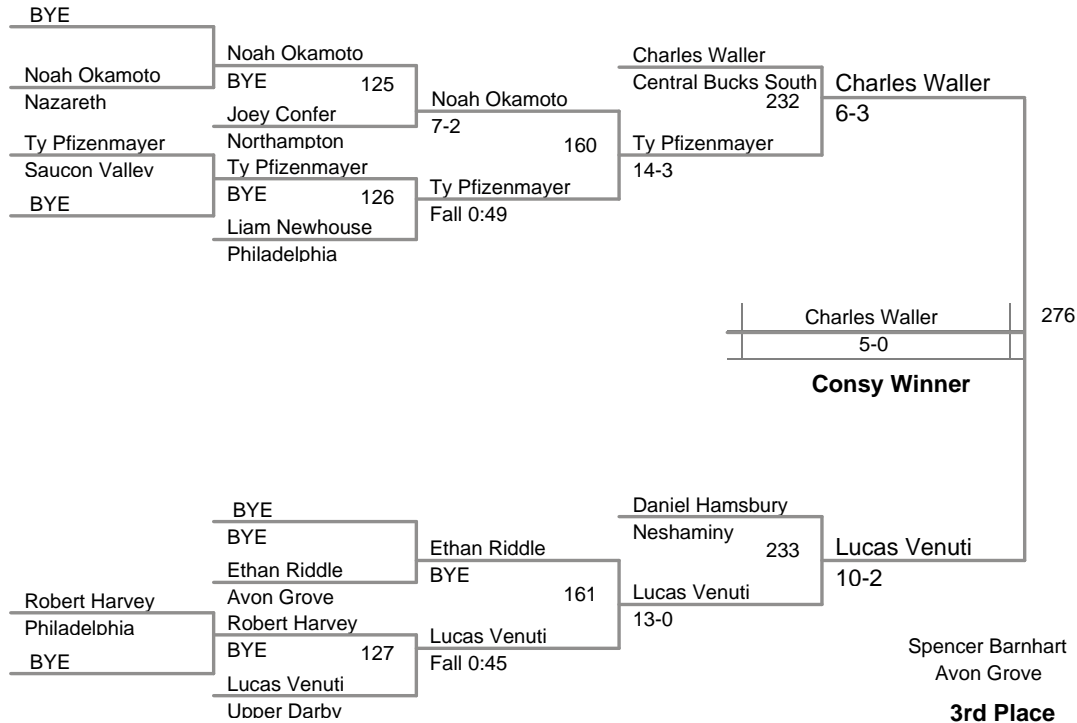 BYE
Noah Okamoto
Charles Waller
Noah Okamoto
BYE
125
Central Bucks South
232
Charles Waller
Nazareth
Joey Confer
Noah Okamoto
6-3
7-2
Ty Pfizenmayer
Northampton
160
Ty Pfizenmayer
Saucon Valley
Ty Pfizenmayer
14-3
BYE
BYE
126
Ty Pfizenmayer
Fall 0:49
Liam Newhouse
Philadelphia
Charles Waller
276
5-0
Consy Winner
BYE
Daniel Hamsbury
BYE
Neshaminy
Ethan Riddle
233
Lucas Venuti
Ethan Riddle
BYE
10-2
Robert Harvey
Avon Grove
161
Lucas Venuti
Philadelphia
Robert Harvey
13-0
BYE
BYE
127
Lucas Venuti
Fall 0:45
Spencer Barnhart
Lucas Venuti
Avon Grove
Upper Darby
3rd Place